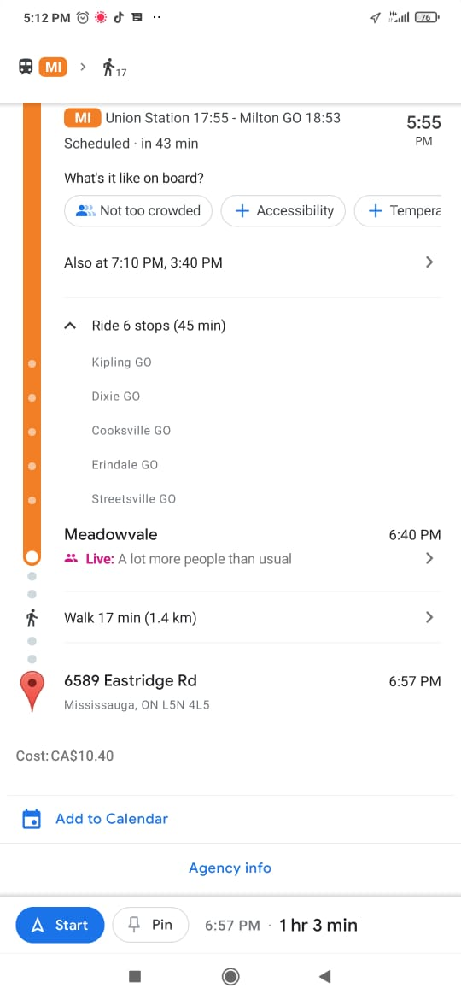 5:12 PM
76
MI
17
MI Union Station 17:55 - Milton GO 18:53
5:55
PM
Scheduled · in 43 min
What's it like on board?
Not too crowded
+ Accessibility
+ Tempera
Also at 7:10 PM, 3:40 PM
Ride 6 stops (45 min)
Kipling GO
Dixie GO
Cooksville GO
Erindale GO
Streetsville GO
Meadowvale 6:40 PM
Live: A lot more people than usual
Walk 17 min (1.4 km)
6589 Eastridge Rd 6:57 PM
Mississauga, ON L5N 4L5
Cost: CA$10.40
Add to Calendar
Agency info
Start
Pin
6:57 PM · 1 hr 3 min